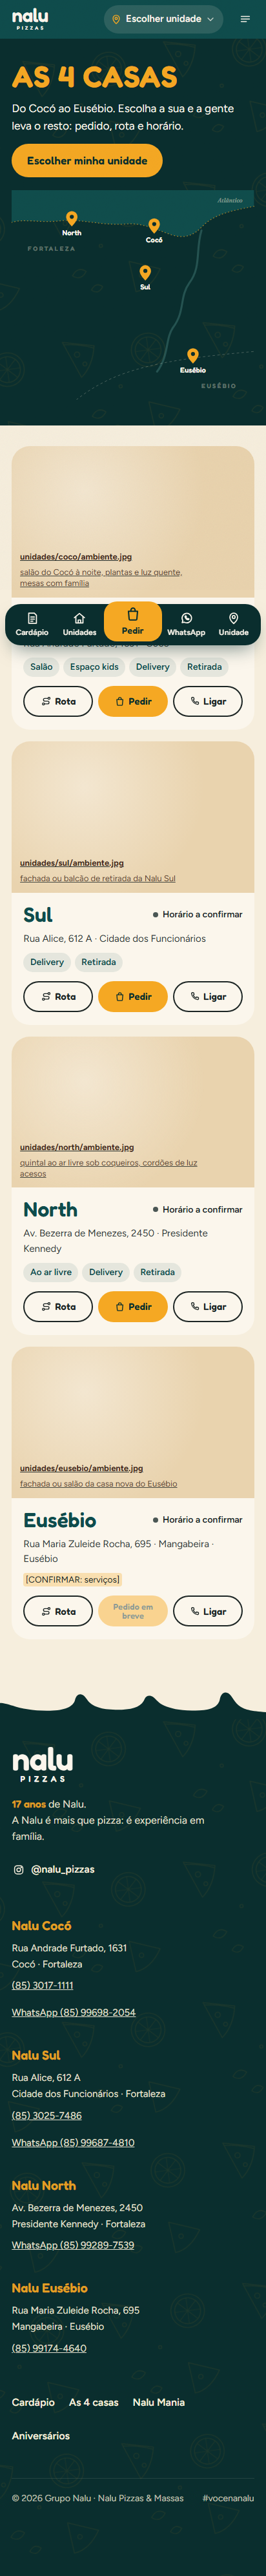 nalu
PIZZAS
Escolher unidade
AS 4 CASAS
Do Cocó ao Eusébio. Escolha a sua e a gente
leva o resto: pedido, rota e horário.
Escolher minha unidade
Atlântico
North
Cocó
FORTALEZA
Sul
Eusébio
EUSÉBIO
unidades/coco/ambiente.jpg
salão do Cocó à noite, plantas e luz quente,
mesas com família
Cardápio
Unidades
Pedir
WhatsApp
Unidade
Salão
Espaço kids
Delivery
Retirada
Rota
Pedir
Ligar
unidades/sul/ambiente.jpg
fachada ou balcão de retirada da Nalu Sul
Sul
Horário a confirmar
Rua Alice, 612 A · Cidade dos Funcionários
Delivery
Retirada
Rota
Pedir
Ligar
unidades/north/ambiente.jpg
quintal ao ar livre sob coqueiros, cordões de luz
acesos
North
Horário a confirmar
Av. Bezerra de Menezes, 2450 · Presidente
Kennedy
Ao ar livre
Delivery
Retirada
Rota
Pedir
Ligar
unidades/eusebio/ambiente.jpg
fachada ou salão da casa nova do Eusébio
Eusébio
Horário a confirmar
Rua Maria Zuleide Rocha, 695 · Mangabeira ·
Eusébio
[CONFIRMAR: serviços]
Rota
Pedido em
breve
Ligar
nalu
PIZZAS
17 anos de Nalu.
A Nalu é mais que pizza: é experiência em
família.
@nalu_pizzas
Nalu Cocó
Rua Andrade Furtado, 1631
Cocó · Fortaleza
(85) 3017-1111
WhatsApp (85) 99698-2054
Nalu Sul
Rua Alice, 612 A
Cidade dos Funcionários · Fortaleza
(85) 3025-7486
WhatsApp (85) 99687-4810
Nalu North
Av. Bezerra de Menezes, 2450
Presidente Kennedy · Fortaleza
WhatsApp (85) 99289-7539
Nalu Eusébio
Rua Maria Zuleide Rocha, 695
Mangabeira · Eusébio
(85) 99174-4640
Cardápio
As 4 casas
Nalu Mania
Aniversários
© 2026 Grupo Nalu · Nalu Pizzas & Massas
#vocenanalu